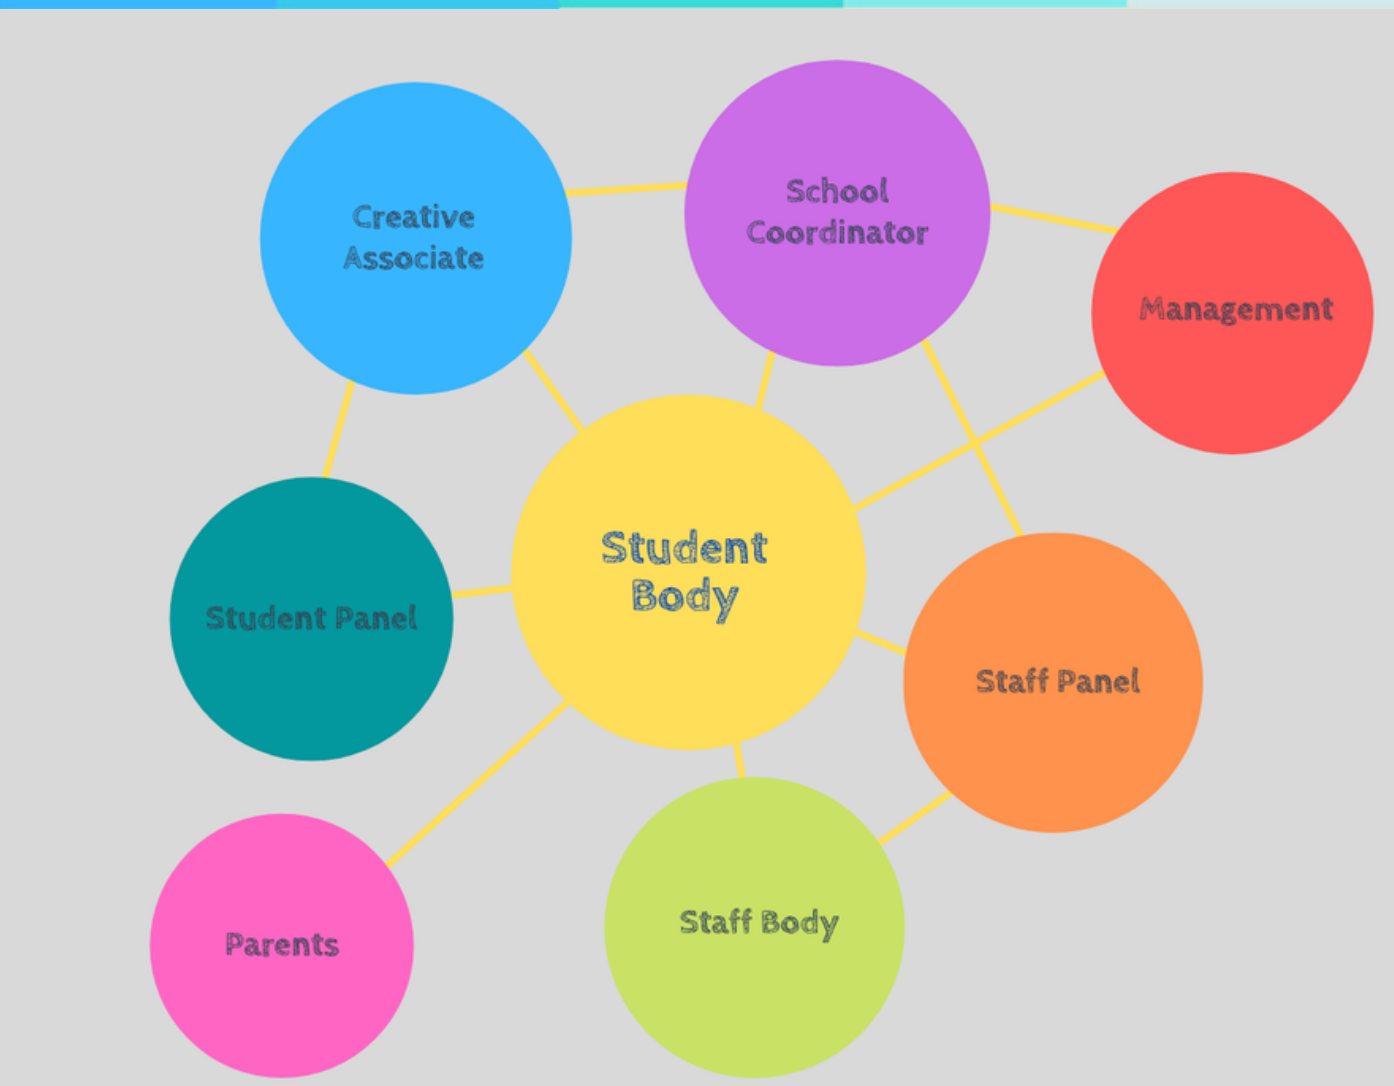 Creative
Associate
School
Coordinator
Management
Student
Body
Student Panel
Staff Panel
Parents
Staff Body